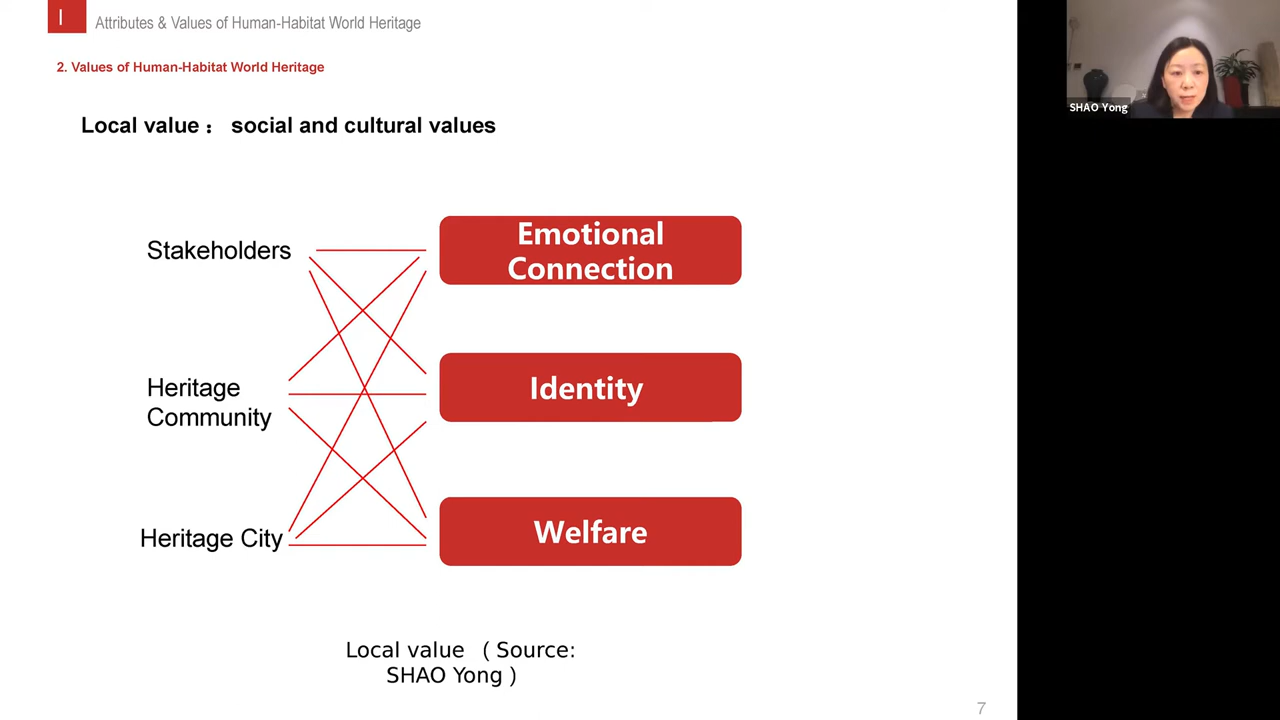 I
Attributes & Values of Human-Habitat World Heritage
2. Values of Human-Habitat World Heritage
Local value： social and cultural values
Stakeholders
Emotional
Connection
Heritage
Community
Identity
Heritage City
Welfare
Local value （Source:
SHAO Yong）
7
SHAO Yong